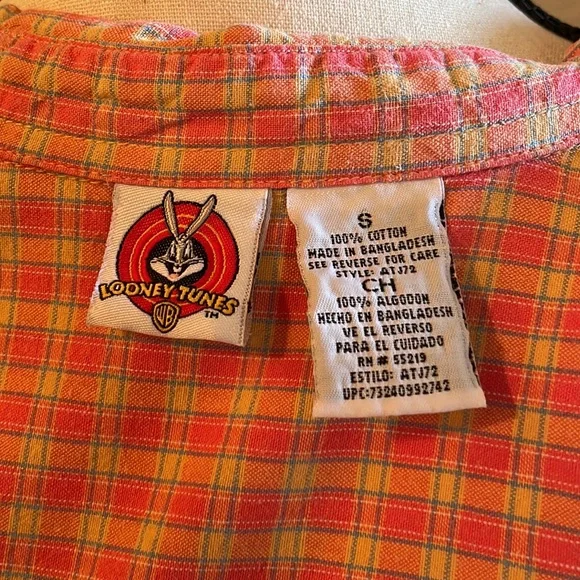 LOONEY TUNES
TM
WB
S
100% COTTON
MADE IN BANGLADESH
SEE REVERSE FOR CARE
STYLE: ATJ72
CH
100% ALGODON
HECHO EN BANGLADESH
VE EL REVERSO
PARA EL CUIDADO
RN# 55219
ESTILO: ATJ72
UPC:73240992742